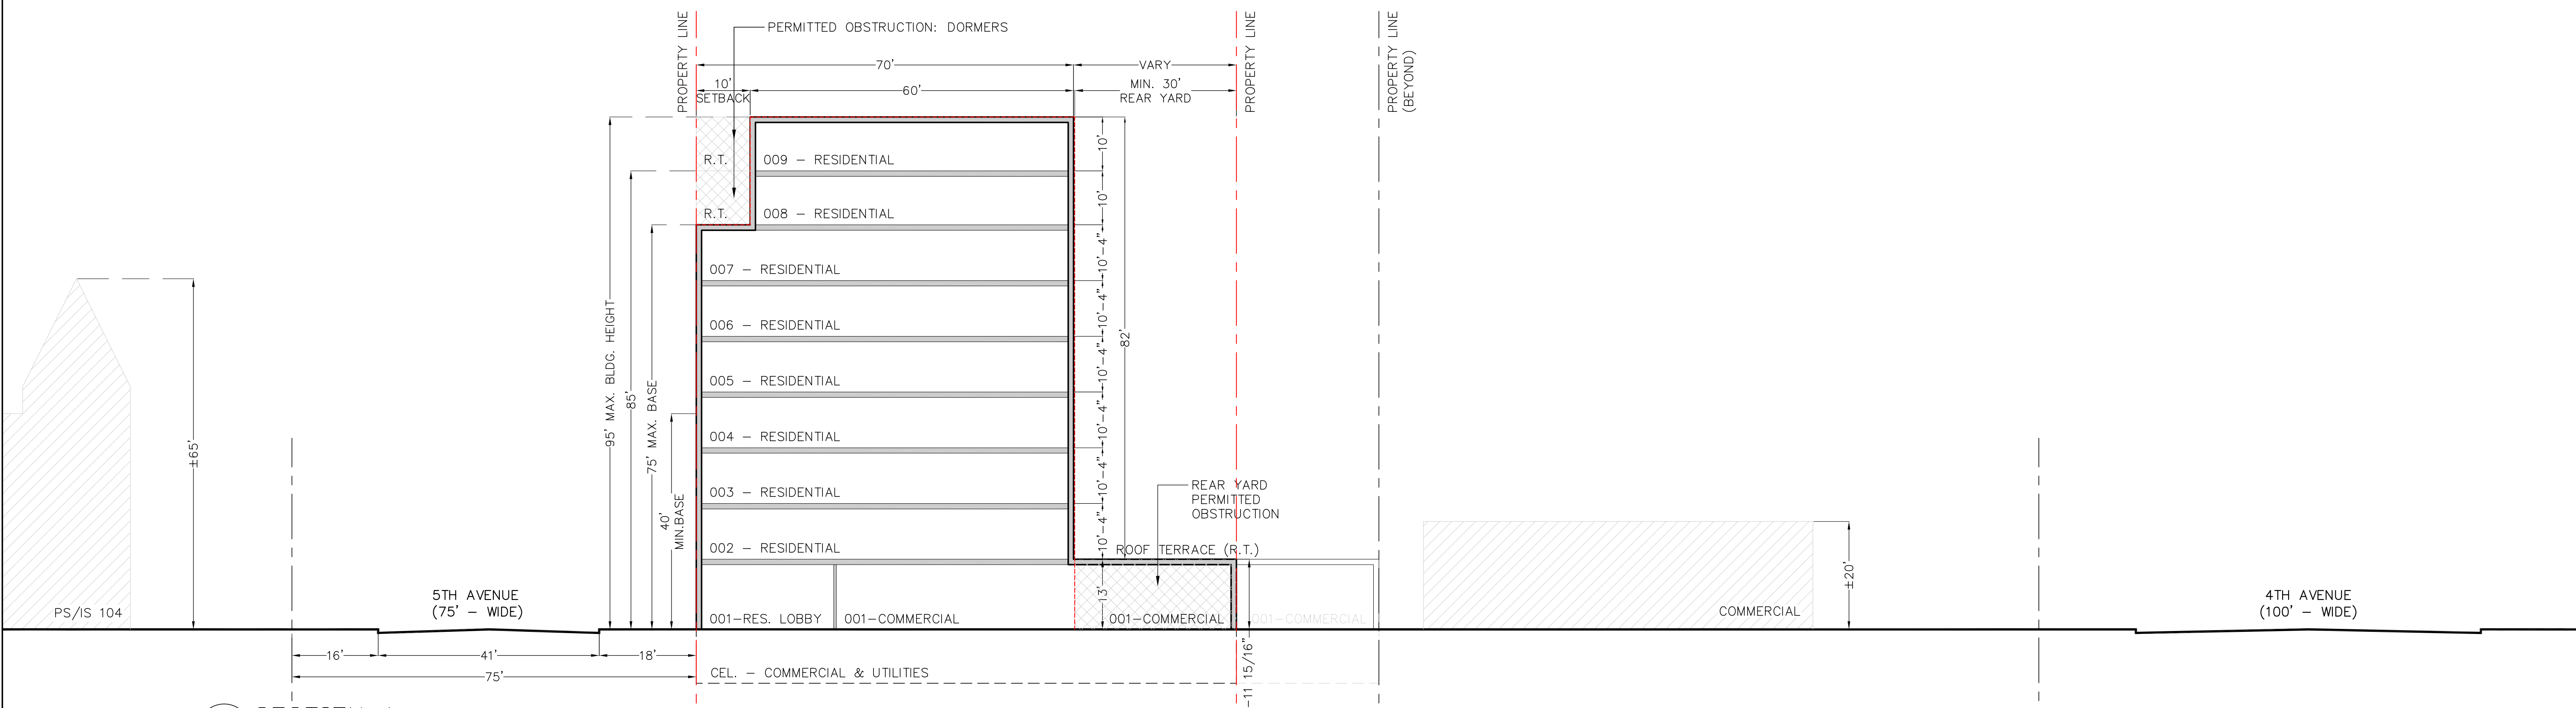 PROPERTY LINE
PERMITTED OBSTRUCTION: DORMERS
PROPERTY LINE
PROPERTY LINE
(BEYOND)
70'
VARY
10'
SETBACK
60'
MIN. 30'
REAR YARD
R.T.
009 - RESIDENTIAL
10'
R.T.
008 - RESIDENTIAL
10'
007 - RESIDENTIAL
10'-4"
006 - RESIDENTIAL
10'-4"
005 - RESIDENTIAL
10'-4"
004 - RESIDENTIAL
10'-4"
003 - RESIDENTIAL
10'-4"
002 - RESIDENTIAL
10'-4"
82'
95' MAX. BLDG. HEIGHT
85'
75' MAX. BASE
40'
MIN.BASE
±65'
REAR YARD
PERMITTED
OBSTRUCTION
ROOF TERRACE (R.T.)
13'
PS/IS 104
5TH AVENUE
(75' - WIDE)
001-RES. LOBBY
001-COMMERCIAL
001-COMMERCIAL
001-COMMERCIAL
COMMERCIAL
±20'
4TH AVENUE
(100' - WIDE)
16'
41'
18'
75'
CEL. - COMMERCIAL & UTILITIES
11 15/16"